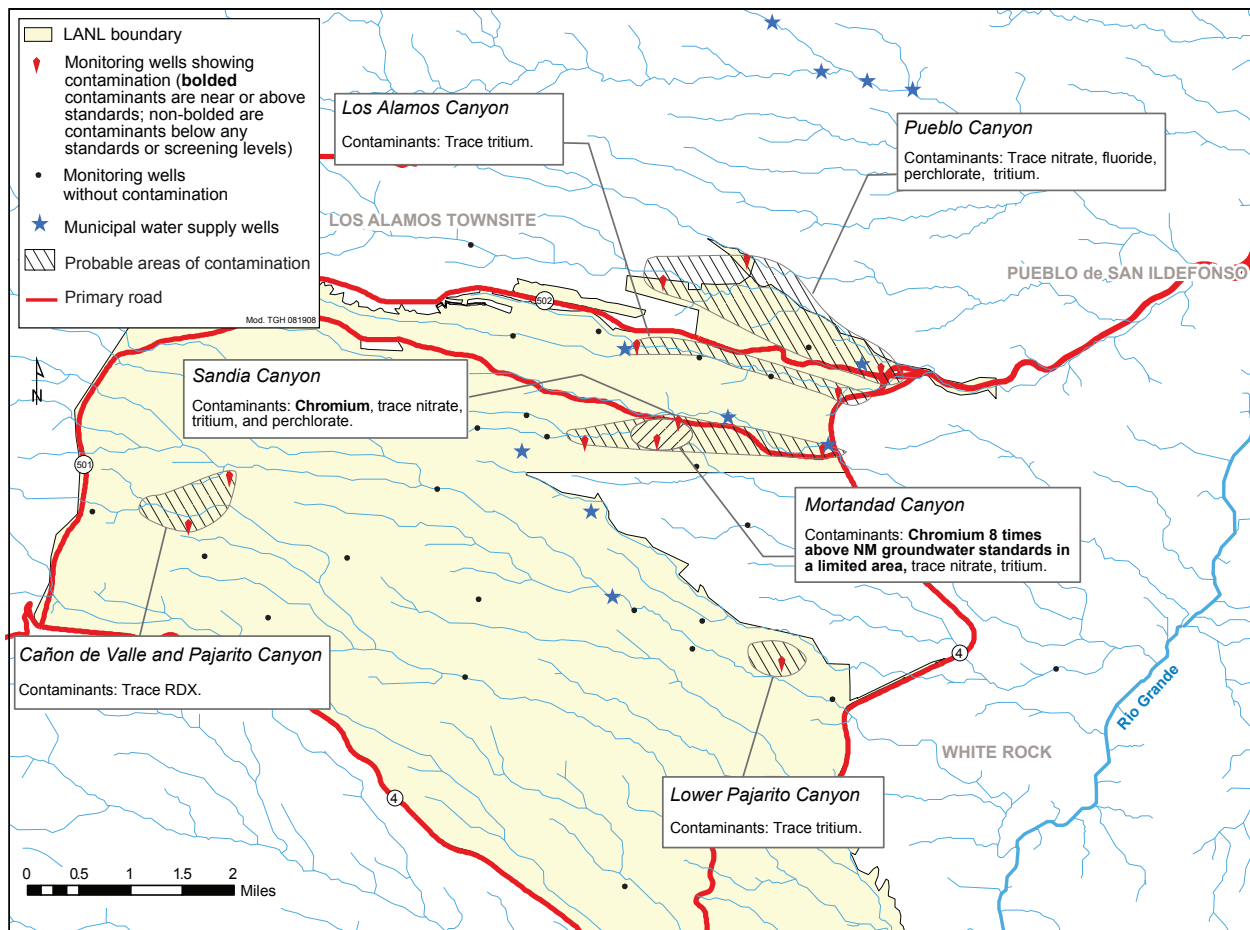 LANL boundary
Monitoring wells showing
contamination (bolded
contaminants are near or above
standards; non-bolded are
contaminants below any
standards or screening levels)
Monitoring wells
without contamination
Municipal water supply wells
Probable areas of contamination
Primary road
Mod. TGH 081908
Los Alamos Canyon
Contaminants: Trace tritium.
Pueblo Canyon
Contaminants: Trace nitrate, fluoride,
perchlorate, tritium.
LOS ALAMOS TOWNSITE
PUEBLO de SAN ILDEFONSO
502
N
Sandia Canyon
Contaminants: Chromium, trace nitrate,
tritium, and perchlorate.
501
Mortandad Canyon
Contaminants: Chromium 8 times
above NM groundwater standards in
a limited area, trace nitrate, tritium.
Cañon de Valle and Pajarito Canyon
Contaminants: Trace RDX.
4
Rio Grande
WHITE ROCK
Lower Pajarito Canyon
Contaminants: Trace tritium.
4
0 0.5 1 1.5 2
Miles